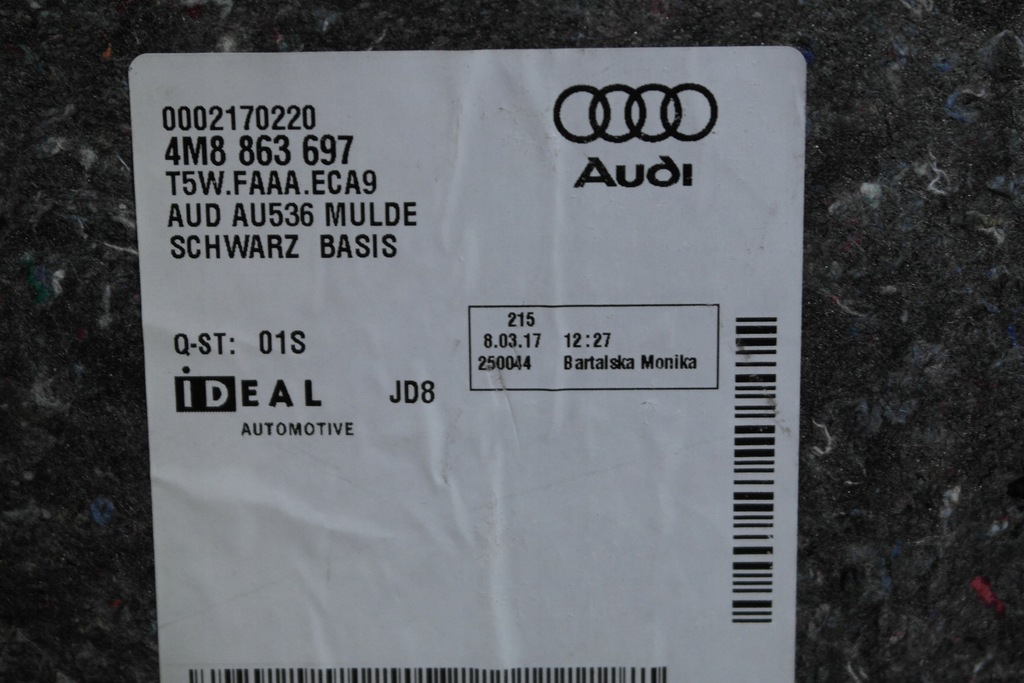 0002170220
4M8 863 697
T5W.FAAA.ECA9
AUD AU536 MULDE
SCHWARZ BASIS
Audi
Q-ST: 01S
215
8.03.17 12:27
250044 Bartalska Monika
iDEAL JD8
AUTOMOTIVE